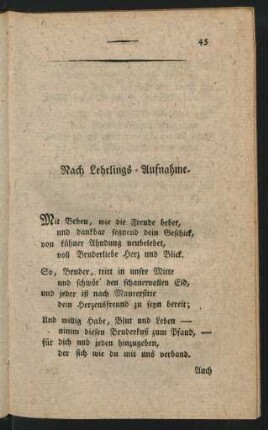 45
Nach Lehrlings-Aufnahme.
Mit Beben, wie die Freude bebet,
und dankbar segnend dein Geschick,
von kühner Ahndung neubelebet,
voll Bruderliebe Herz und Blick.
So, Bruder, tritt in unsre Mitte
und schwör' den schauervollen Eid,
und jeder ist nach Maurersitte
dem Herzensfreund zu seyn bereit;
Und willig Habe, Blut und Leben —
nimm diesen Bruderkuß zum Pfand, —
für dich und jeden hinzugeben,
der sich wie du mit uns verband.
Auch